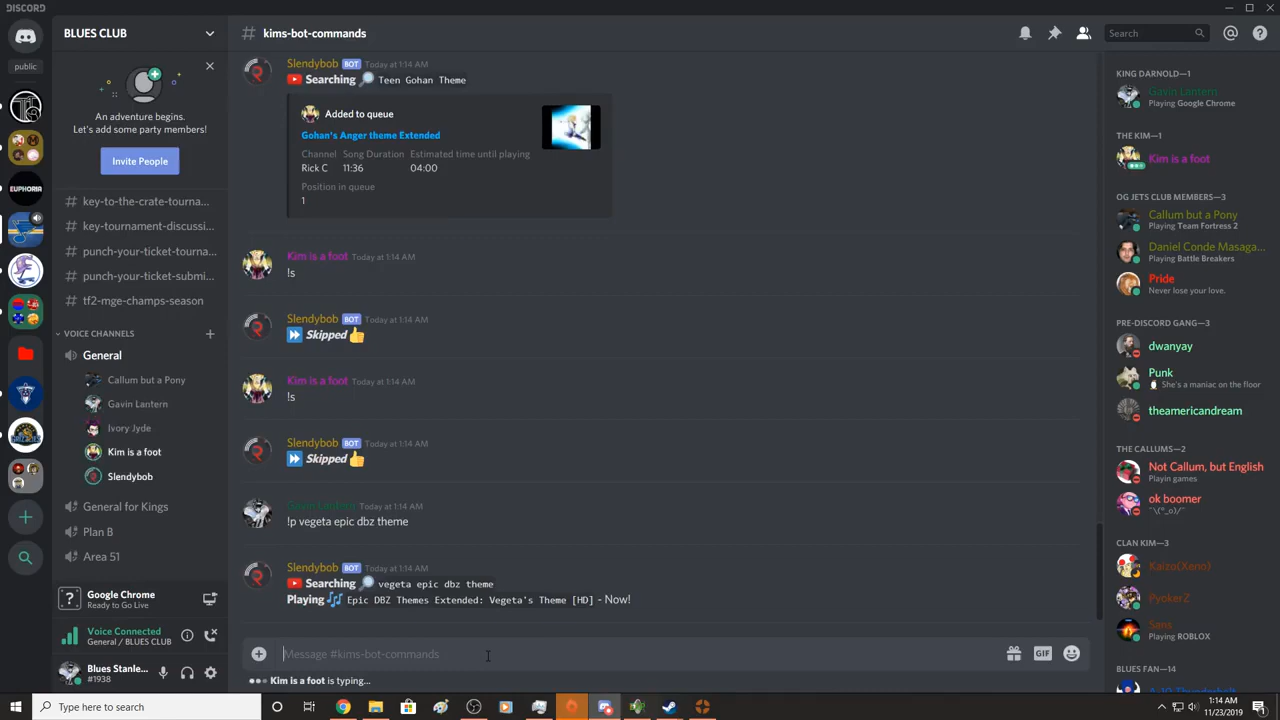 DISCORD
BLUES CLUB
# kims-bot-commands
Search
public
An adventure begins.
Let's add some party members!
Invite People
# key-to-the-crate-tourna...
# key-tournament-discussi...
# punch-your-ticket-tourna...
# punch-your-ticket-submi...
# tf2-mge-champs-season
VOICE CHANNELS
General
Callum but a Pony
Gavin Lantern
Ivory Jyde
Kim is a foot
Slendybob
General for Kings
Plan B
Area 51
EUPHORIA
Google Chrome
Ready to Go Live
Voice Connected
General / BLUES CLUB
Blues Stanle...
#1938
Slendybob BOT Today at 1:14 AM
Searching Teen Gohan Theme
Added to queue
Gohan's Anger theme Extended
Channel Song Duration Estimated time until playing
Rick C 11:36 04:00
Position in queue
1
Kim is a foot Today at 1:14 AM
!s
Slendybob BOT Today at 1:14 AM
Skipped
Kim is a foot Today at 1:14 AM
!s
Slendybob BOT Today at 1:14 AM
Skipped
Gavin Lantern Today at 1:14 AM
!p vegeta epic dbz theme
Slendybob BOT Today at 1:14 AM
Searching vegeta epic dbz theme
Playing Epic DBZ Themes Extended: Vegeta's Theme [HD] - Now!
Message #kims-bot-commands
GIF
Kim is a foot is typing...
KING DARNOLD—1
Gavin Lantern
Playing Google Chrome
THE KIM—1
Kim is a foot
OG JETS CLUB MEMBERS—3
Callum but a Pony
Playing Team Fortress 2
Daniel Conde Masaga...
Playing Battle Breakers
Pride
Never lose your love.
PRE-DISCORD GANG—3
dwanyay
Punk
She's a maniac on the floor
theamericandream
THE CALLUMS—2
Not Callum, but English
Playin games
ok boomer
¯\(°_o)/¯
CLAN KIM—3
Kaizo(Xeno)
PyokerZ
Sans
Playing ROBLOX
BLUES FAN—14
Type here to search
1:14 AM
11/23/2019